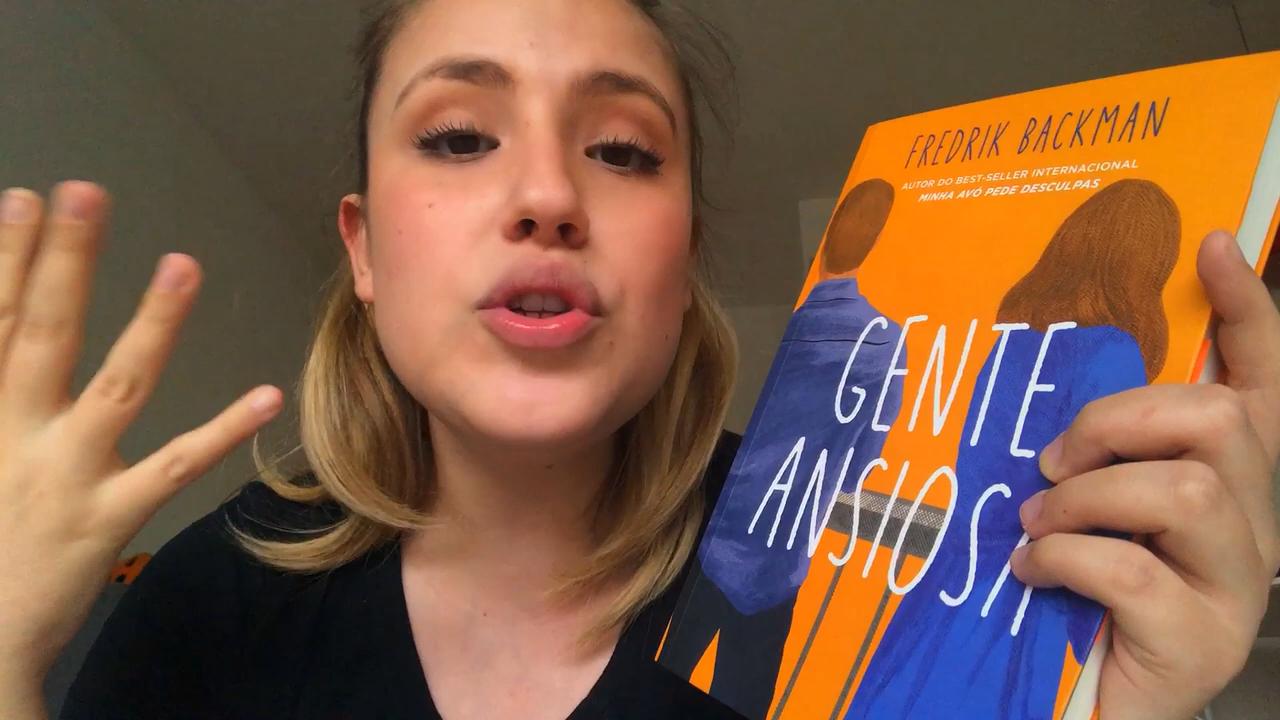 FREDRIK BACKMAN
AUTOR DO BEST-SELLER INTERNACIONAL
MINHA AVÓ PEDE DESCULPAS
GENTE
ANSIOSA